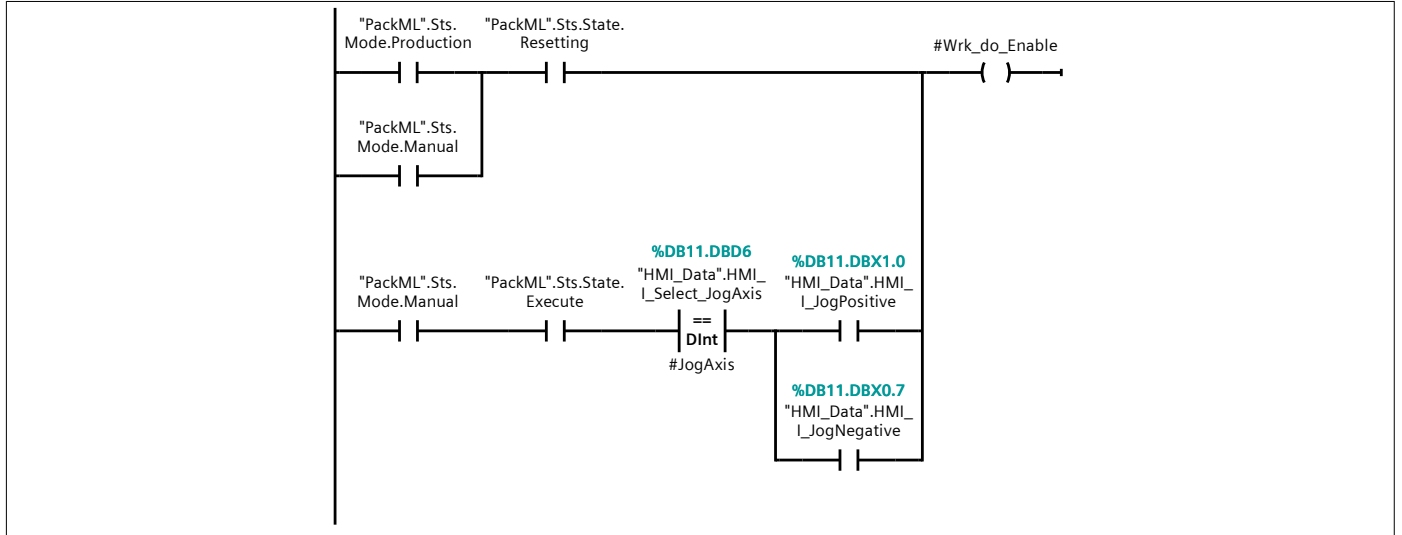 "PackML".Sts.
Mode.Production
"PackML".Sts.State.
Resetting
#Wrk_do_Enable
"PackML".Sts.
Mode.Manual
"PackML".Sts.
Mode.Manual
"PackML".Sts.State.
Execute
%DB11.DBD6
"HMI_Data".HMI_
I_Select_JogAxis
==
DInt
#JogAxis
%DB11.DBX1.0
"HMI_Data".HMI_
I_JogPositive
%DB11.DBX0.7
"HMI_Data".HMI_
I_JogNegative